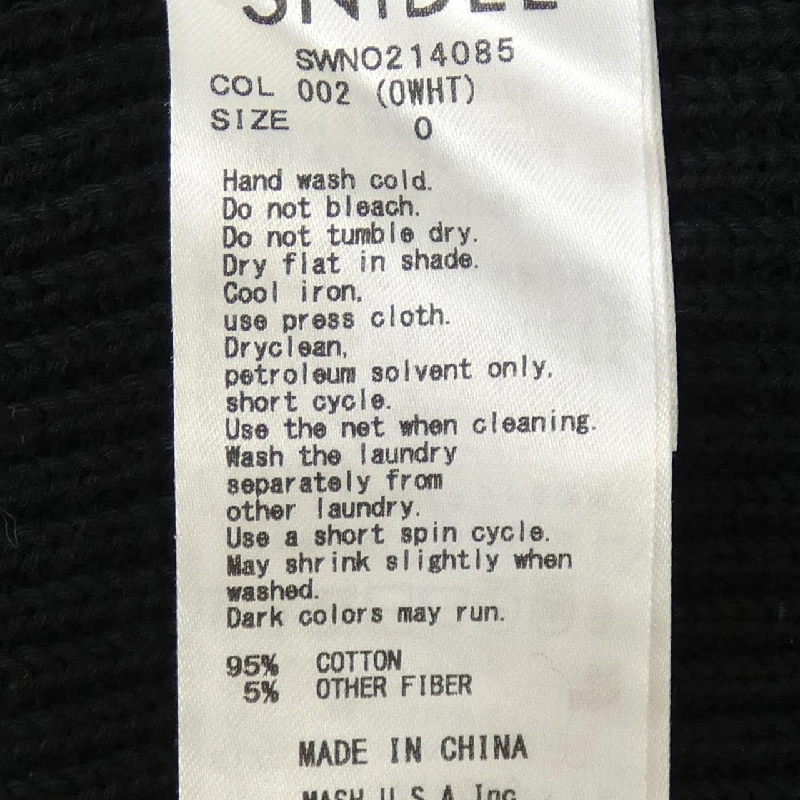 SNIDEL
SWNO214085
COL 002 (OWHT)
SIZE 0
Hand wash cold.
Do not bleach.
Do not tumble dry.
Dry flat in shade.
Cool iron,
use press cloth.
Dryclean,
petroleum solvent only,
short cycle.
Use the net when cleaning.
Wash the laundry
separately from
other laundry.
Use a short spin cycle.
May shrink slightly when
washed.
Dark colors may run.
95% COTTON
5% OTHER FIBER
MADE IN CHINA
MASH U.S.A Inc.